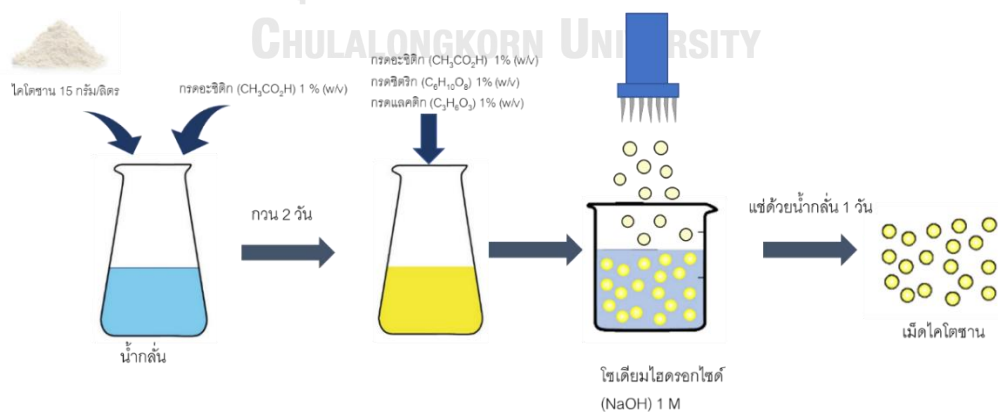 CHULALONGKORN UNIVERSITY
ไคโตซาน 15 กรัม/ลิตร
กรดอะซิติก (CH₃CO₂H) 1 % (w/v)
กรดอะซิติก (CH₃CO₂H) 1% (w/v)
กรดซิตริก (C₆H₁₀O₈) 1% (w/v)
กรดแลคติก (C₃H₆O₃) 1% (w/v)
กวน 2 วัน
แช่ด้วยน้ำกลั่น 1 วัน
น้ำกลั่น
เม็ดไคโตซาน
โซเดียมไฮดรอกไซด์
(NaOH) 1 M